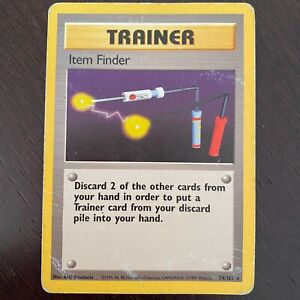 TRAINER
Item Finder
Discard 2 of the other cards from
your hand in order to put a
Trainer card from your discard
pile into your hand.
74/102